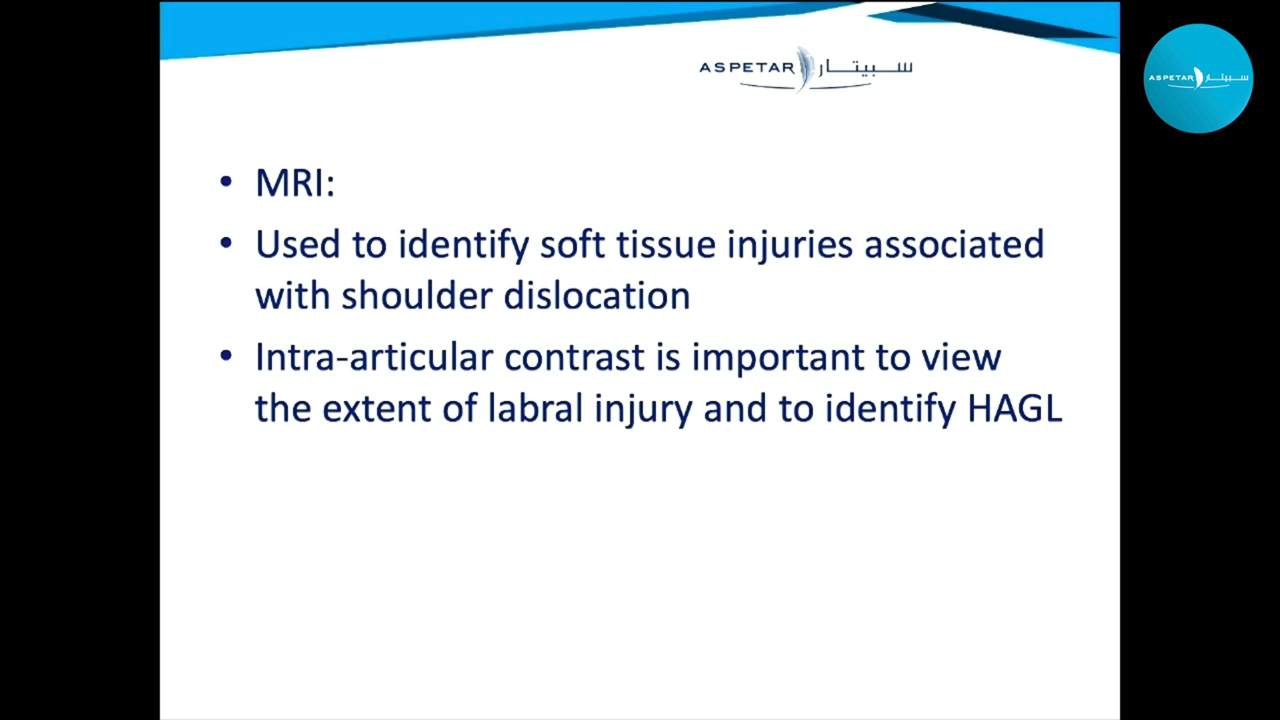 ASPETAR سبيتار
ASPETAR سبيتار
• MRI:
• Used to identify soft tissue injuries associated
with shoulder dislocation
• Intra-articular contrast is important to view
the extent of labral injury and to identify HAGL